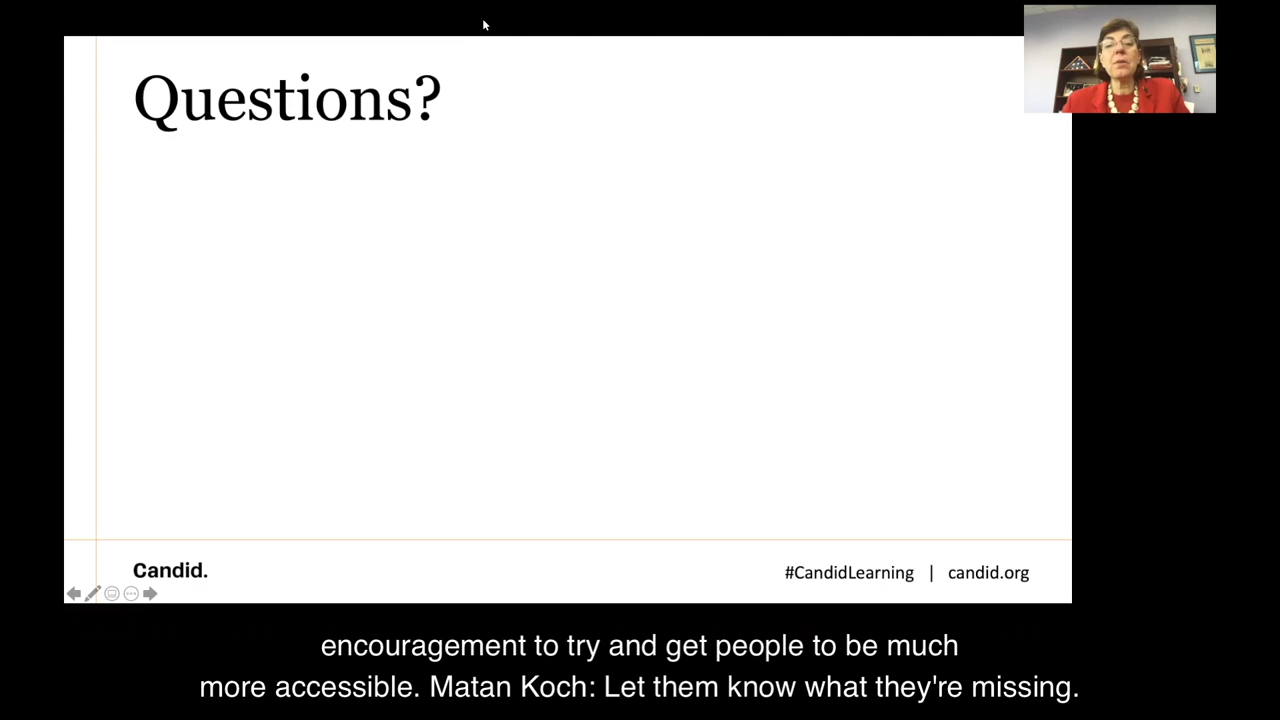 Questions?
Candid.
#CandidLearning | candid.org
encouragement to try and get people to be much
more accessible. Matan Koch: Let them know what they're missing.